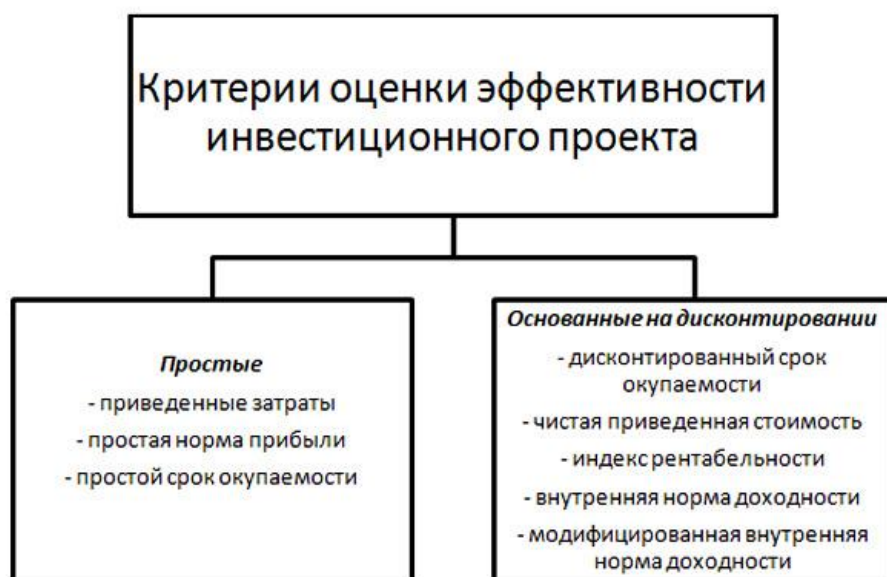 Критерии оценки эффективности
инвестиционного проекта
Простые
- приведенные затраты
- простая норма прибыли
- простой срок окупаемости
Основанные на дисконтировании
- дисконтированный срок
окупаемости
- чистая приведенная стоимость
- индекс рентабельности
- внутренняя норма доходности
- модифицированная внутренняя
норма доходности